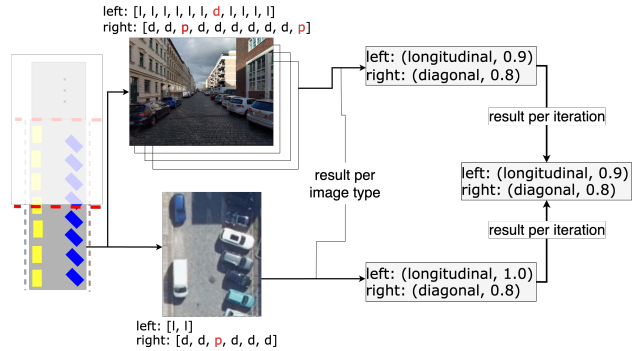 left: [l, l, l, l, l, l, d, l, l, l, l]
right: [d, d, p, d, d, d, d, d, d, d, p]
left: (longitudinal, 0.9)
right: (diagonal, 0.8)
result per iteration
result per
image type
left: (longitudinal, 0.9)
right: (diagonal, 0.8)
result per iteration
left: (longitudinal, 1.0)
right: (diagonal, 0.8)
left: [l, l]
right: [d, d, p, d, d, d]